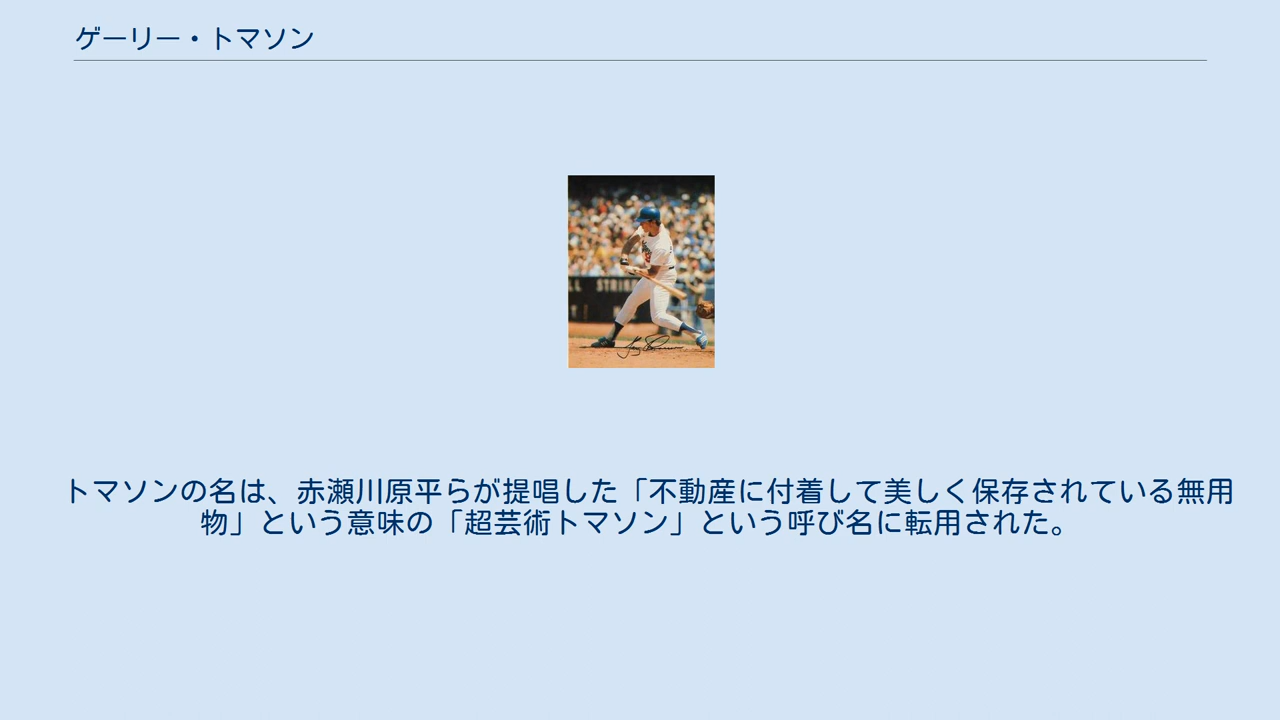 ゲーリー・トマソン
トマソンの名は、赤瀬川原平らが提唱した「不動産に付着して美しく保存されている無用
物」という意味の「超芸術トマソン」という呼び名に転用された。